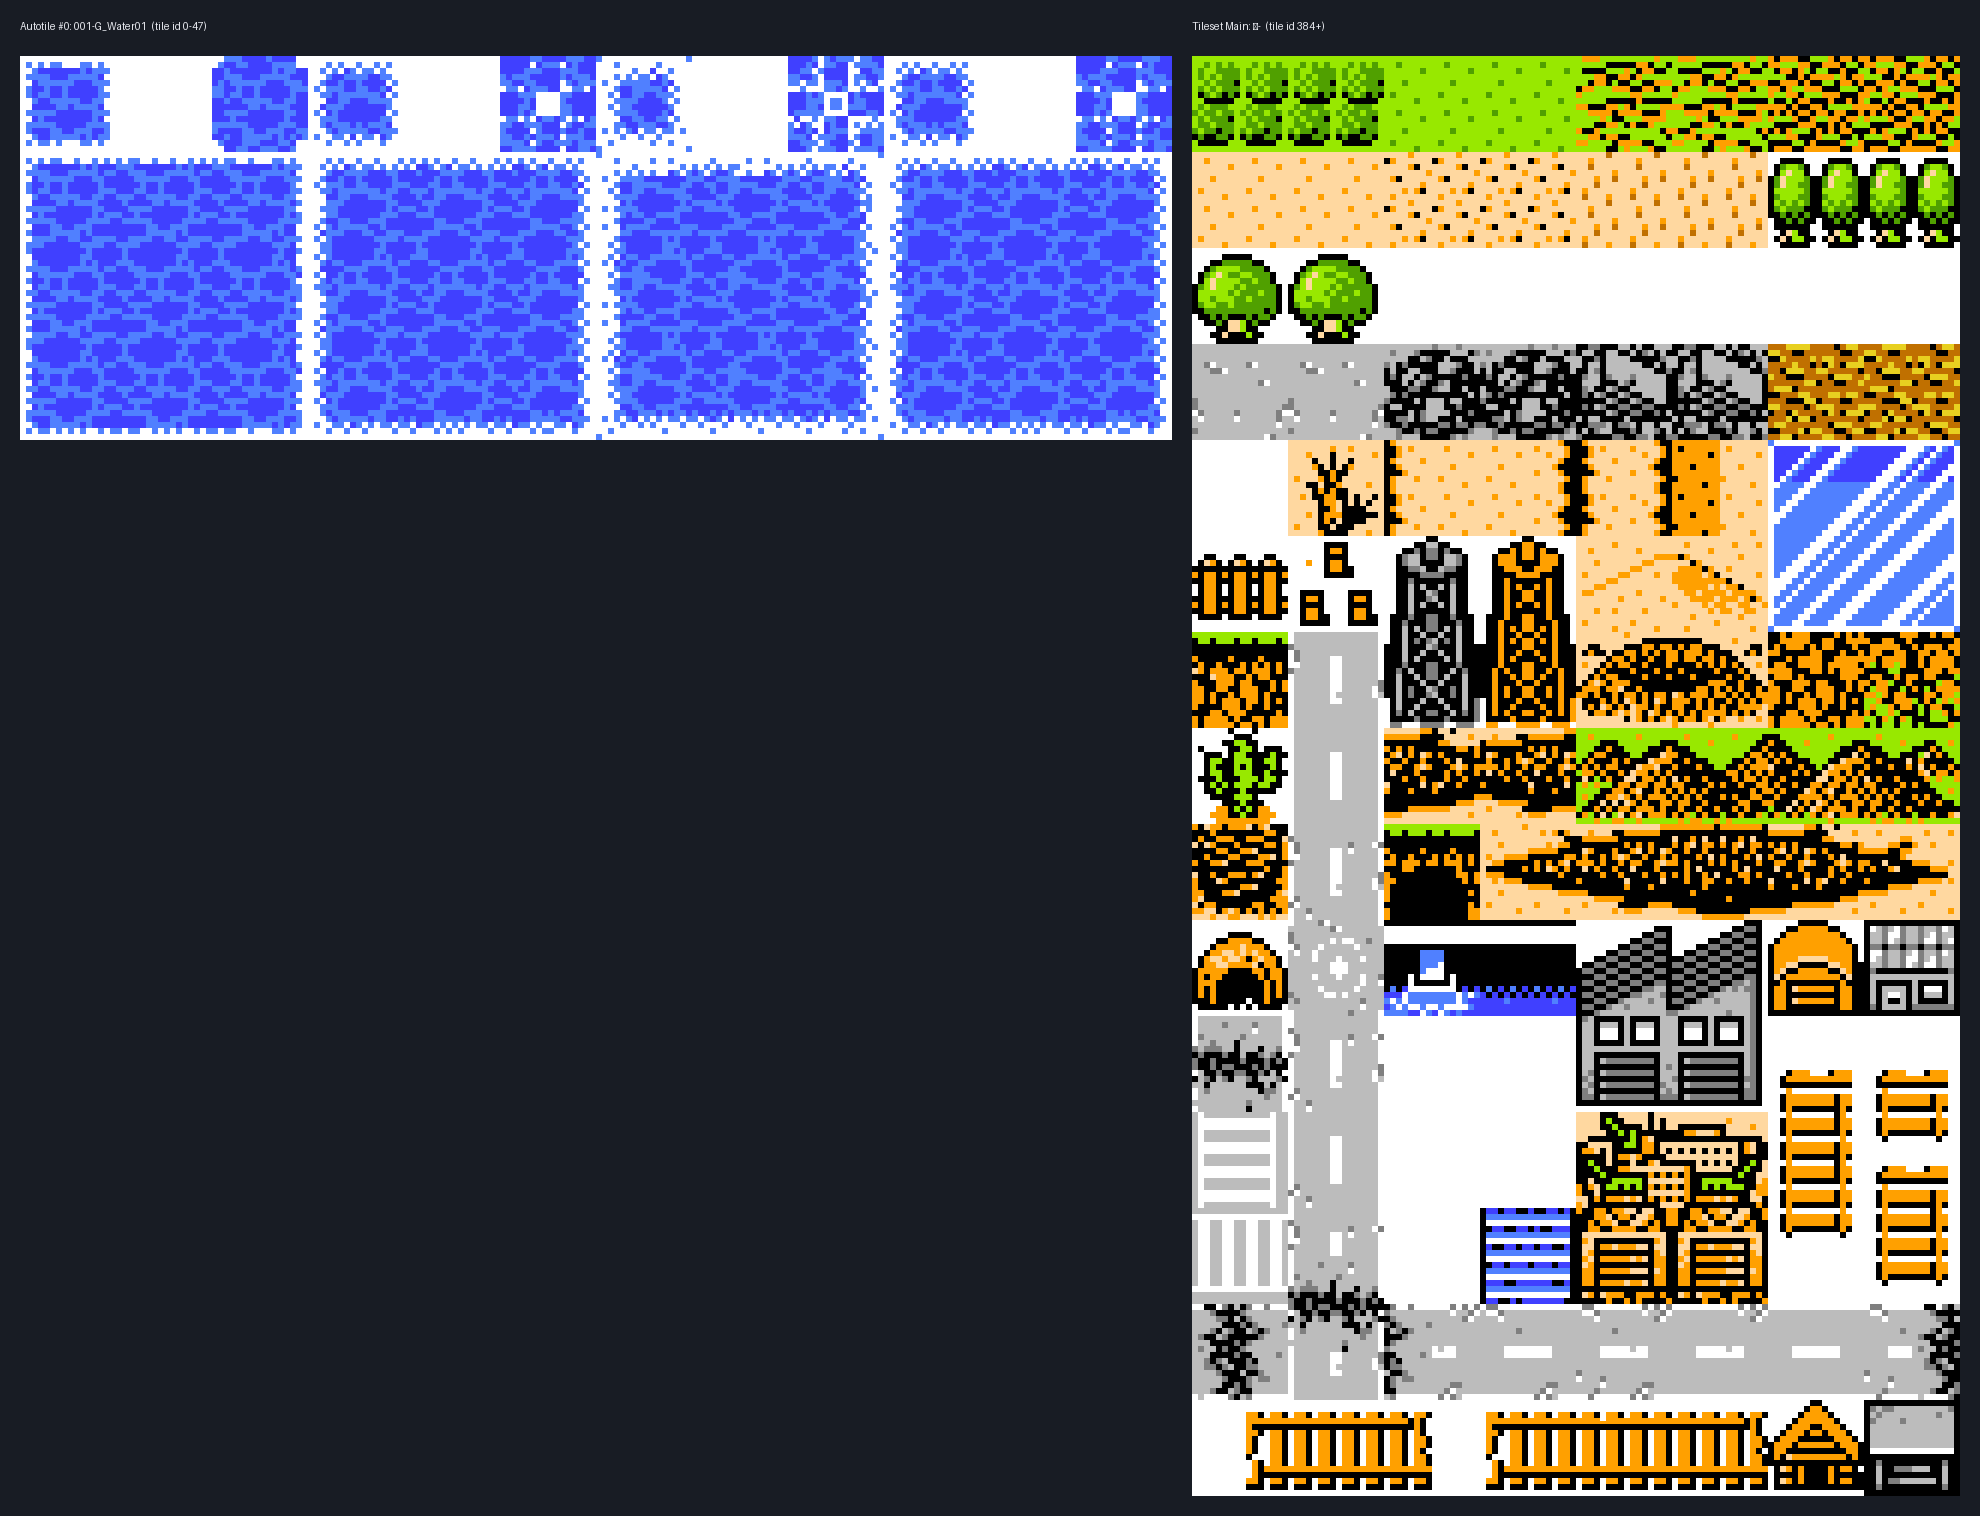 Autotile #0: 001-G_Water01 (tile id 0-47)
Tileset Main: - (tile id 384+)